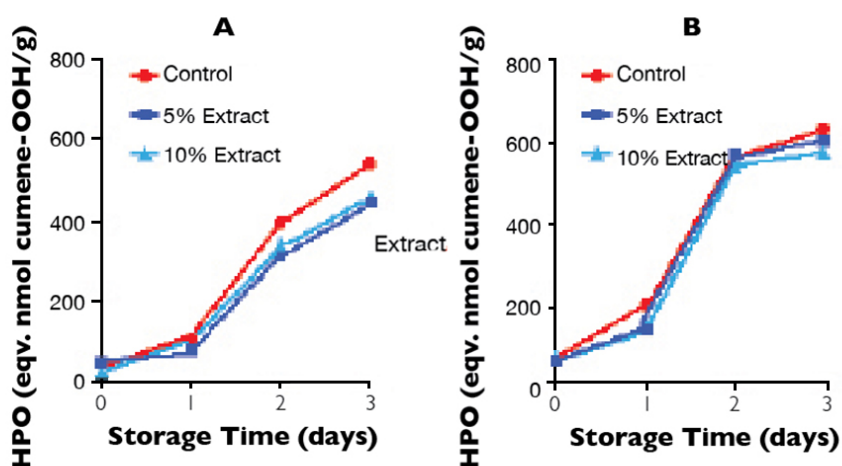 A
HPO (eqv. nmol cumene-OOH/g)
800
600
400
200
0
Control
5% Extract
10% Extract
Extract
0 1 2 3
Storage Time (days)
B
HPO (eqv. nmol cumene-OOH/g)
800
600
400
200
0
Control
5% Extract
10% Extract
0 1 2 3
Storage Time (days)